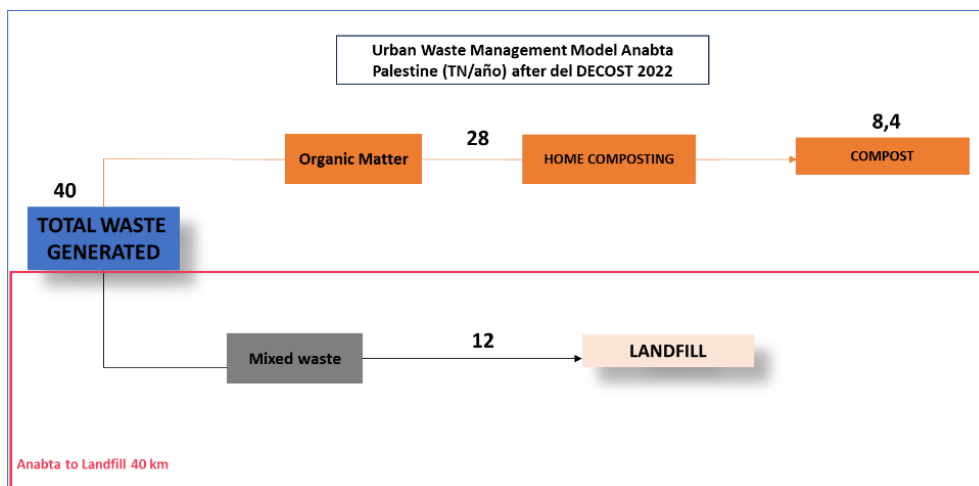 Urban Waste Management Model Anabta
Palestine (TN/año) after del DECOST 2022
8,4
28
Organic Matter
HOME COMPOSTING
COMPOST
40
TOTAL WASTE
GENERATED
12
Mixed waste
LANDFILL
Anabta to Landfill 40 km